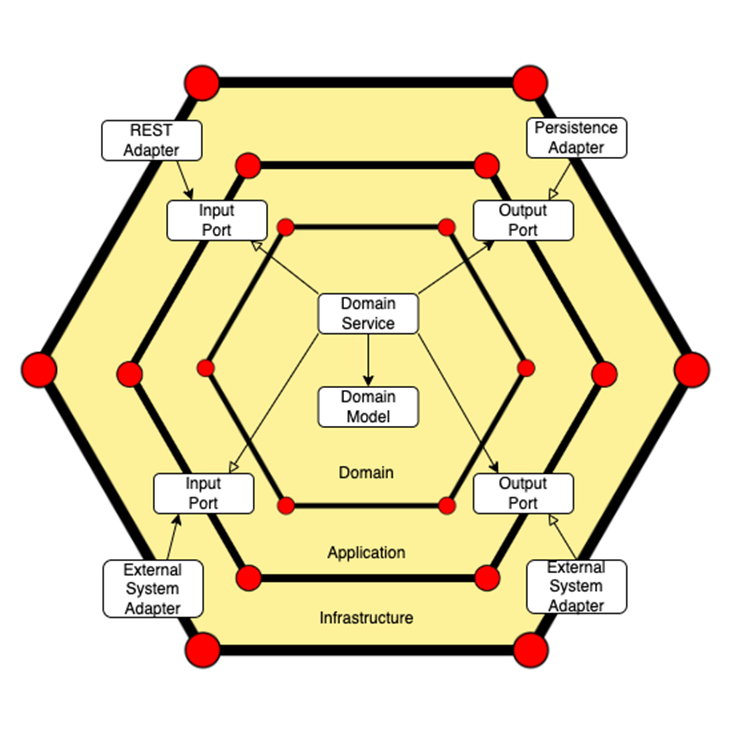 REST
Adapter
Persistence
Adapter
Input
Port
Output
Port
Domain
Service
Domain
Model
Domain
Input
Port
Output
Port
Application
External
System
Adapter
External
System
Adapter
Infrastructure